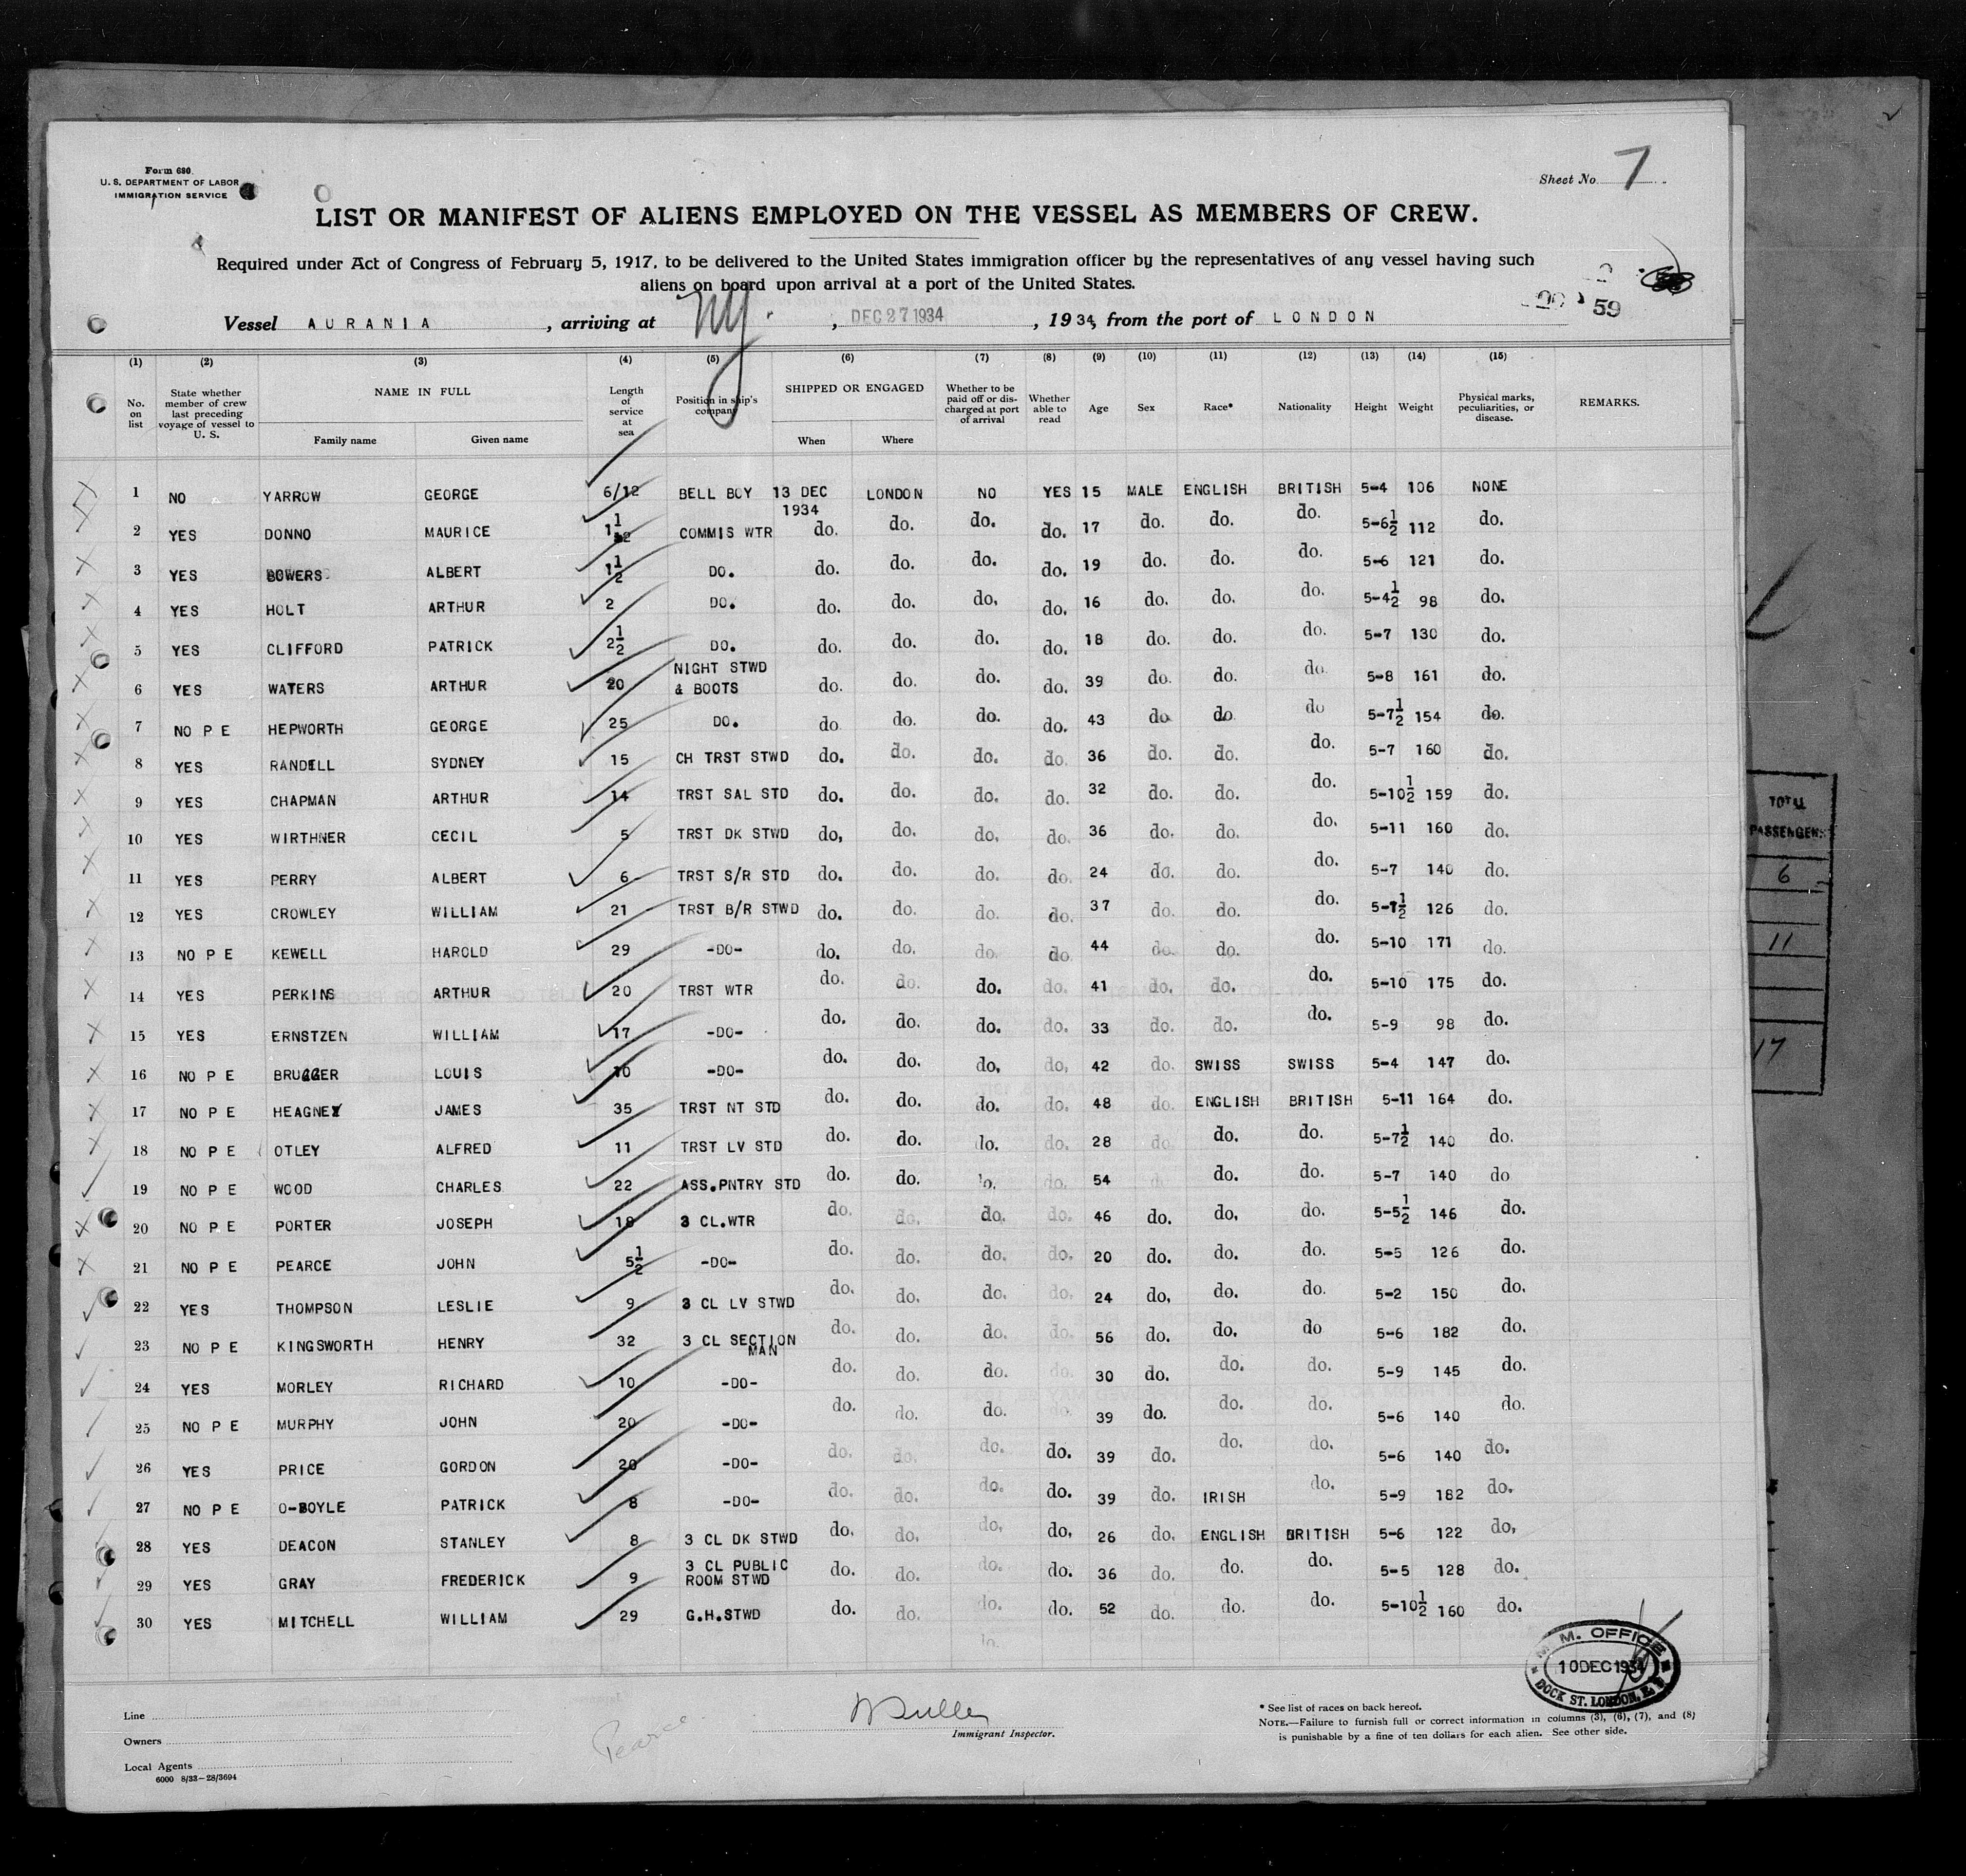 Form 680.
U. S. DEPARTMENT OF LABOR
IMMIGRATION SERVICE
Sheet No. 7
LIST OR MANIFEST OF ALIENS EMPLOYED ON THE VESSEL AS MEMBERS OF CREW.
Required under Act of Congress of February 5, 1917, to be delivered to the United States immigration officer by the representatives of any vessel having such
aliens on board upon arrival at a port of the United States.
59
Vessel AURANIA, arriving at NY., DEC 27 1934, 1934, from the port of LONDON
(1) (2) (3) (4) (5) (6) (7) (8) (9) (10) (11) (12) (13) (14) (15)
No. on list State whether member of crew last preceding voyage of vessel to U. S. NAME IN FULL Family name Given name Length of service at sea Position in ship's company SHIPPED OR ENGAGED When Where Whether to be paid off or discharged at port of arrival Whether able to read Age Sex Race* Nationality Height Weight Physical marks, peculiarities, or disease. REMARKS.
1 NO YARROW GEORGE 6/12 BELL BOY 13 DEC 1934 LONDON NO YES 15 MALE ENGLISH BRITISH 5-4 106 NONE
2 YES DONNO MAURICE COMMIS WTR do. do. do. do. 17 do. do. do. 5-6½ 112 do.
3 YES BOWERS ALBERT 1½ DO. do. do. do. do. 19 do. do. do. 5-6 121 do.
4 YES HOLT ARTHUR 2 DO. do. do. do. do. 16 do. do. do. 5-4½ 98 do.
5 YES CLIFFORD PATRICK 2½ DO. do. do. do. do. 18 do. do. do. 5-7 130 do.
6 YES WATERS ARTHUR 20 NIGHT STWD & BOOTS do. do. do. do. 39 do. do. do. 5-8 161 do.
7 NO P E HEPWORTH GEORGE 25 DO. do. do. do. do. 43 do. do. do 5-7½ 154 do.
8 YES RANDELL SYDNEY 15 CH TRST STWD do. do. do. do. 36 do. do. do. 5-7 160 do.
9 YES CHAPMAN ARTHUR 14 TRST SAL STD do. do. do. do. 32 do. do. do. 5-10½ 159 do.
10 YES WIRTHNER CECIL 5 TRST DK STWD do, do. do. do. 36 do. do. do. 5-11 160 do.
11 YES PERRY ALBERT 6 TRST S/R STD do. do. do. do. 24 do. do. do. 5-7 140 do.
12 YES CROWLEY WILLIAM 21 TRST B/R STWD do. do. do. do. 37 do. do. do. 126 do.
13 NO P E KEWELL HAROLD 29 -DO- do. do. do. do 44 do. do. do. 5-10 171 do.
14 YES PERKINS ARTHUR 20 TRST WTR do. do. do. do. 41 do. do. do. 5-10 175 do.
15 YES ERNSTZEN WILLIAM 17 -DO- do. do. do. do. 33 do. do. do. 5-9 98 do.
16 NO P E BRUGGER LOUIS 10 -DO- do. do. do. do. 42 do. SWISS SWISS 5-4 147 do.
17 NO P E HEAGNEY JAMES 35 TRST NT STD do. do. do. do. 48 do. ENGLISH BRITISH 5-11 164 do.
18 NO P E OTLEY ALFRED 11 TRST LV STD do. do. do. do. 28 do do. do. 5-7½ 140 do.
19 NO P E WOOD CHARLES 22 ASS.PNTRY STD do. do. do. do. 54 do. do. 5-7 140 do
20 NO P E PORTER JOSEPH 3 CL.WTR do. do. do. do. 46 do. do. do. 5-5½ 146 do.
21 NO P E PEARCE JOHN 5½ -DO- do. do. do. do. 20 do. do. do. 5-5 126 do.
22 YES THOMPSON LESLIE 9 3 CL LV STWD do. do. do. do. 24 do. do. do. 5-2 150 do.
23 NO P E KINGSWORTH HENRY 32 3 CL SECTION MAN do. do. do. do. 56 do. do. do 5-6 182 do.
24 YES MORLEY RICHARD 10 -DO- do. do. do. do. 30 do. do. do. 5-9 145 do.
25 NO P E MURPHY JOHN 20 -DO- do. do. do. do. 39 do. do. do. 5-6 140 do.
26 YES PRICE GORDON 20 -DO- do. do. do. do. 39 do. do. do. 5-6 140 do.
27 NO P E O-BOYLE PATRICK 8 -DO- do. do. do. do. 39 do. IRISH do. 5-9 182 do.
28 YES DEACON STANLEY 8 3 CL DK STWD do. do. do. do. 26 do. ENGLISH BRITISH 5-6 122 do.
29 YES GRAY FREDERICK 9 3 CL PUBLIC ROOM STWD do. do. do. do. 36 do. do. do. 5-5 128 do.
30 YES MITCHELL WILLIAM 29 G.H.STWD do. do. do. do. 52 do. do. do. 5-10½ 160 do.
M. M. OFFICE
10 DEC 1934
DOCK ST. LONDON, E.
Line
Owners
Local Agents
6000 8/33-28/3694
Pearce
Immigrant Inspector.
* See list of races on back hereof.
NOTE.—Failure to furnish full or correct information in columns (3), (6), (7), and (8)
is punishable by a fine of ten dollars for each alien. See other side.
TOTAL
PASSENGERS
6
11
17